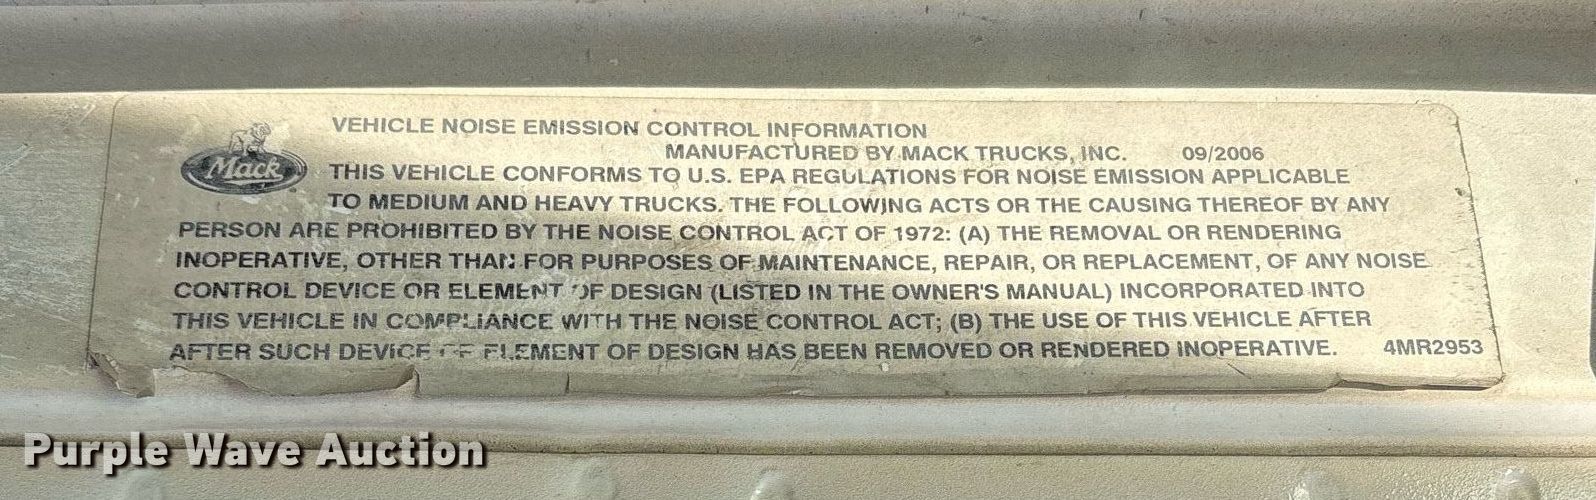 VEHICLE NOISE EMISSION CONTROL INFORMATION
MANUFACTURED BY MACK TRUCKS, INC. 09/2006
Mack
THIS VEHICLE CONFORMS TO U.S. EPA REGULATIONS FOR NOISE EMISSION APPLICABLE
TO MEDIUM AND HEAVY TRUCKS. THE FOLLOWING ACTS OR THE CAUSING THEREOF BY ANY
PERSON ARE PROHIBITED BY THE NOISE CONTROL ACT OF 1972: (A) THE REMOVAL OR RENDERING
INOPERATIVE, OTHER THAN FOR PURPOSES OF MAINTENANCE, REPAIR, OR REPLACEMENT, OF ANY NOISE
CONTROL DEVICE OR ELEMENT OF DESIGN (LISTED IN THE OWNER'S MANUAL) INCORPORATED INTO
THIS VEHICLE IN COMPLIANCE WITH THE NOISE CONTROL ACT; (B) THE USE OF THIS VEHICLE AFTER
AFTER SUCH DEVICE OF ELEMENT OF DESIGN HAS BEEN REMOVED OR RENDERED INOPERATIVE. 4MR2953
Purple Wave Auction